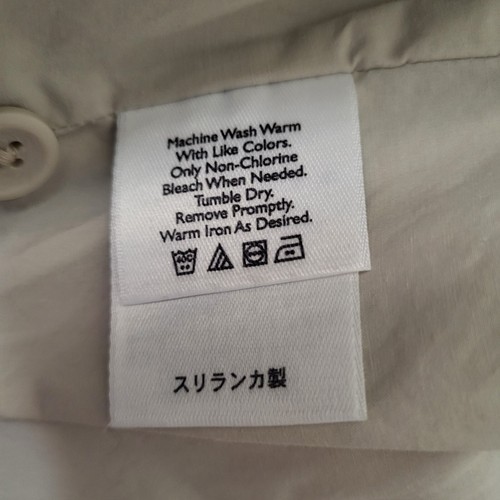 Machine Wash Warm
With Like Colors.
Only Non-Chlorine
Bleach When Needed.
Tumble Dry.
Remove Promptly.
Warm Iron As Desired.
スリランカ製